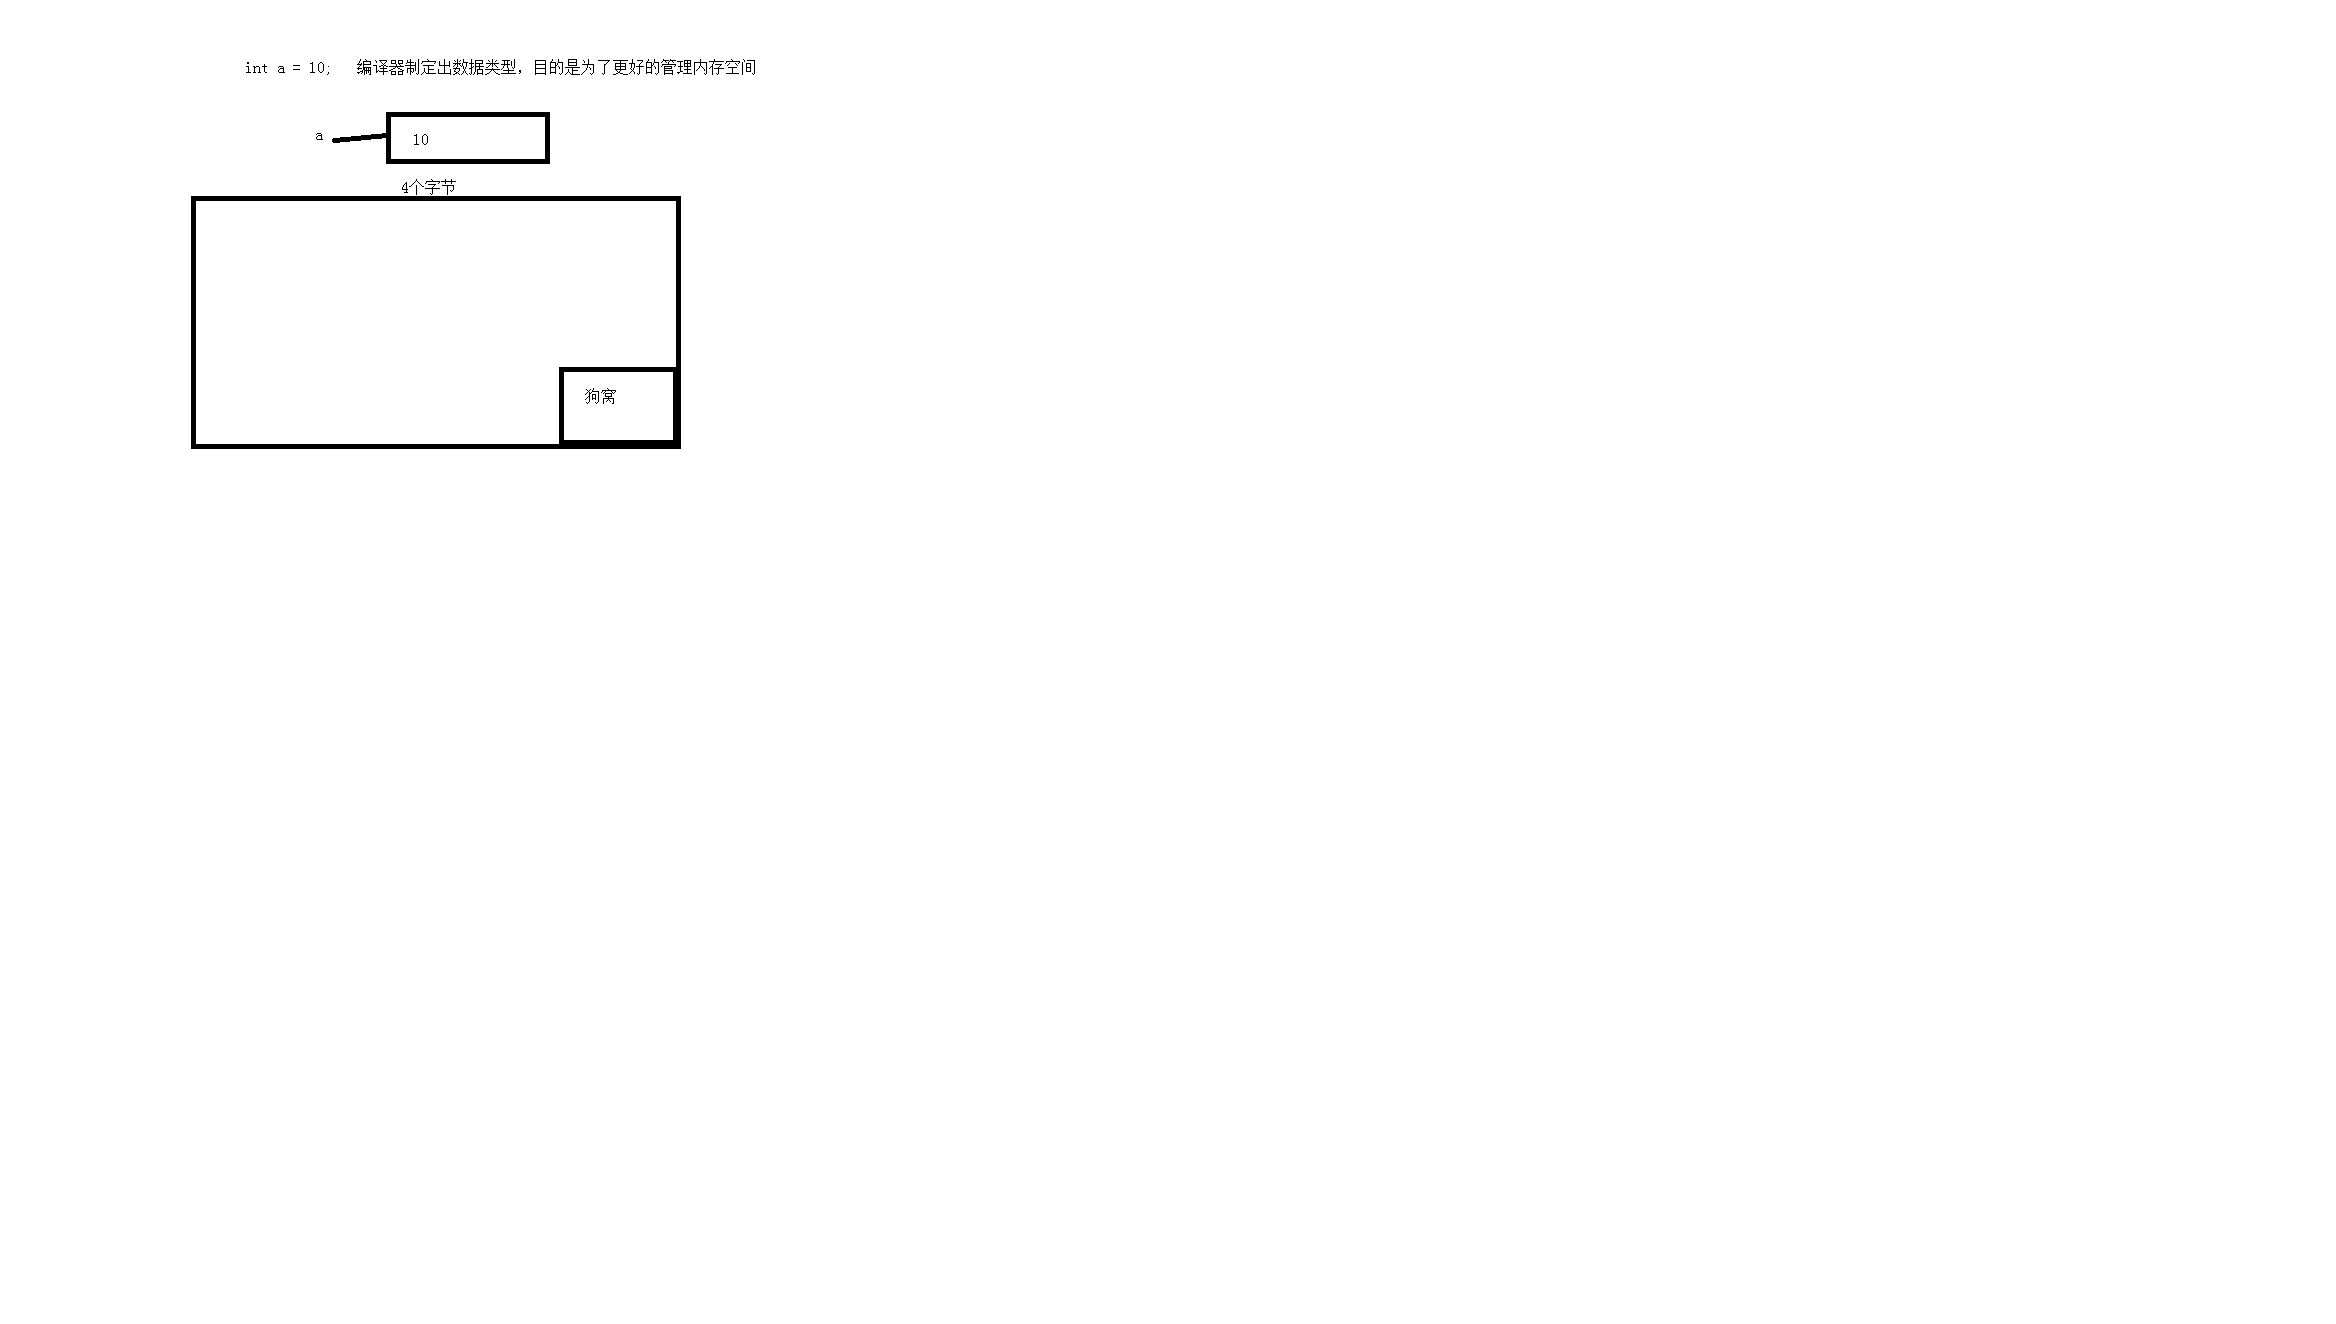 int a = 10;   编译器制定出数据类型，目的是为了更好的管理内存空间
a
10
4个字节
狗窝